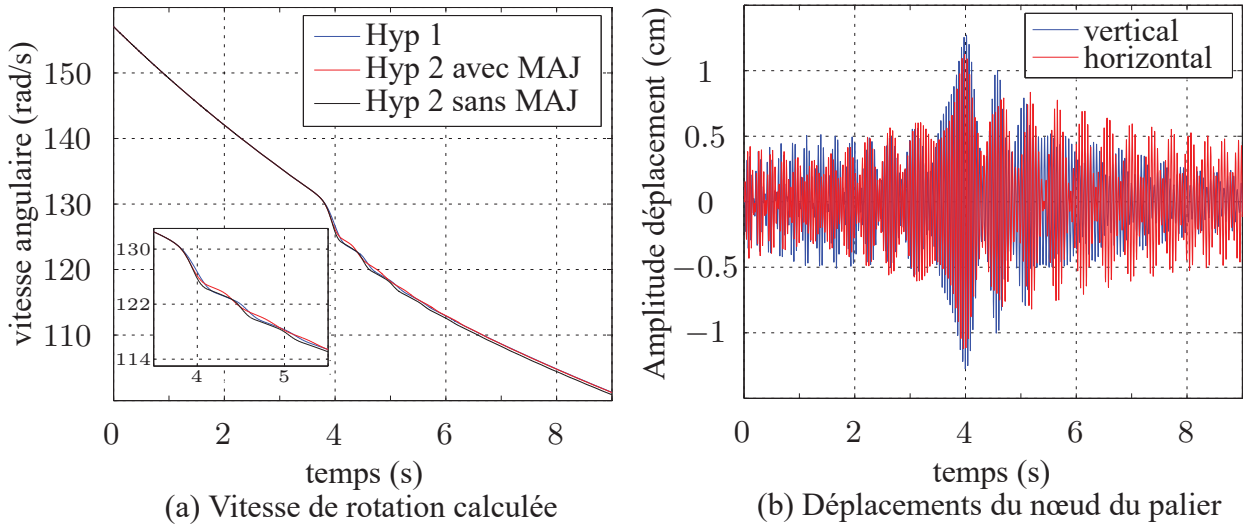 Hyp 1
Hyp 2 avec MAJ
Hyp 2 sans MAJ
vitesse angulaire (rad/s)
150
140
130
120
110
130
122
114
4 5
0 2 4 6 8
temps (s)
(a) Vitesse de rotation calculée
vertical
horizontal
Amplitude déplacement (cm)
1
0.5
0
−0.5
−1
0 2 4 6 8
temps (s)
(b) Déplacements du nœud du palier